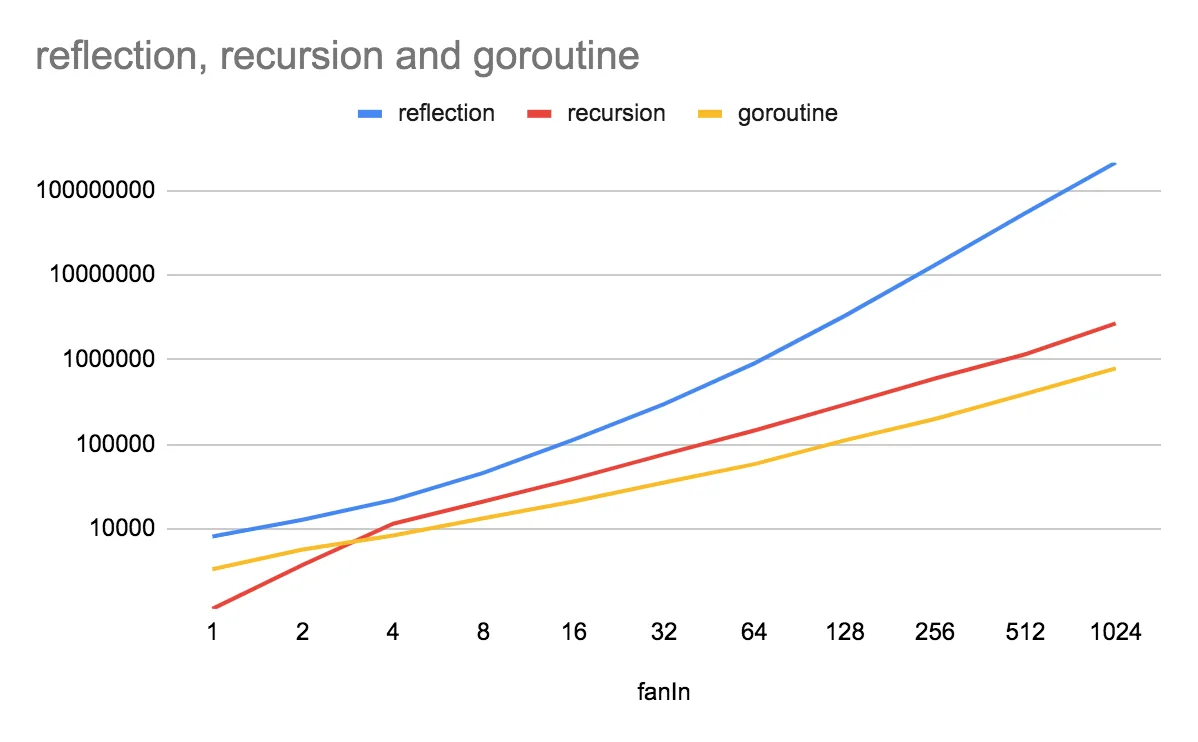 reflection, recursion and goroutine
reflection recursion goroutine
100000000
10000000
1000000
100000
10000
1 2 4 8 16 32 64 128 256 512 1024
fanIn